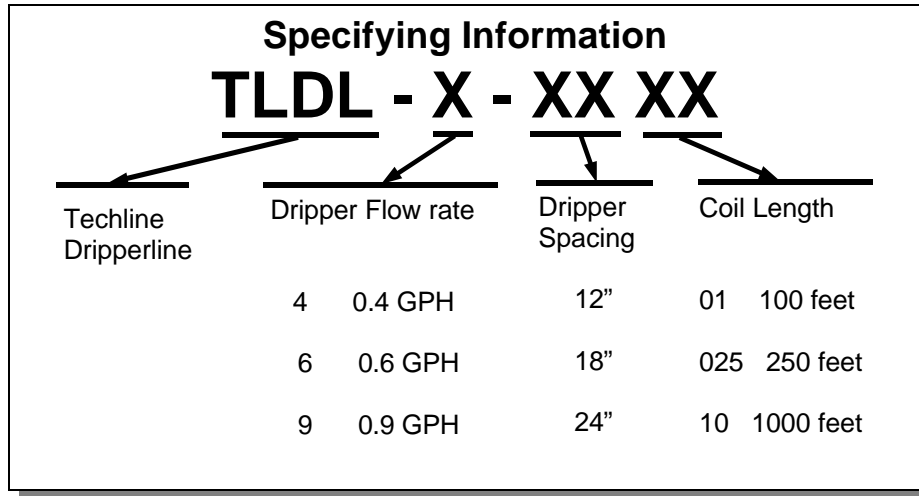 Specifying Information
TLDL - X - XX XX
Techline
Dripperline
Dripper Flow rate
Dripper
Spacing
Coil Length
4 0.4 GPH 12” 01 100 feet
6 0.6 GPH 18” 025 250 feet
9 0.9 GPH 24” 10 1000 feet